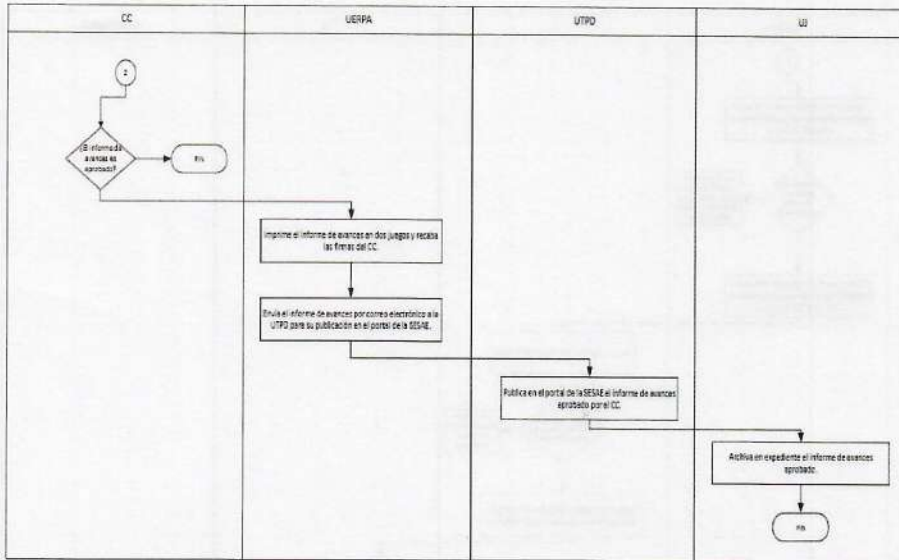 CC
UERPA
UTPD
UJ
2
¿El informe de
avances es
aprobado?
Fin
Imprime el informe de avances en dos juegos y recaba
las firmas del CC.
Envía el informe de avances por correo electrónico a la
UTPD para su publicación en el portal de la SESAE.
Publica en el portal de la SESAE el informe de avances
aprobado por el CC.
Archiva en expediente el informe de avances
aprobado.
Fin